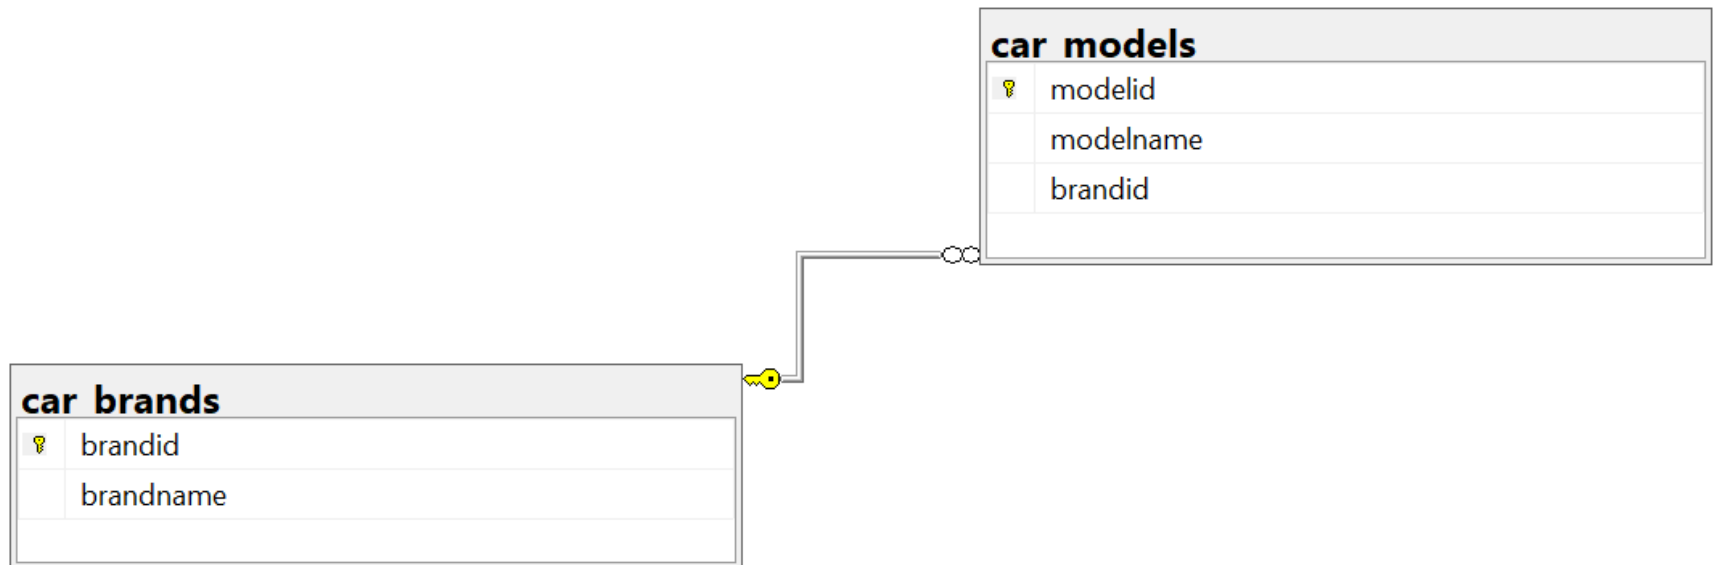 car_models
modelid
modelname
brandid
car_brands
brandid
brandname